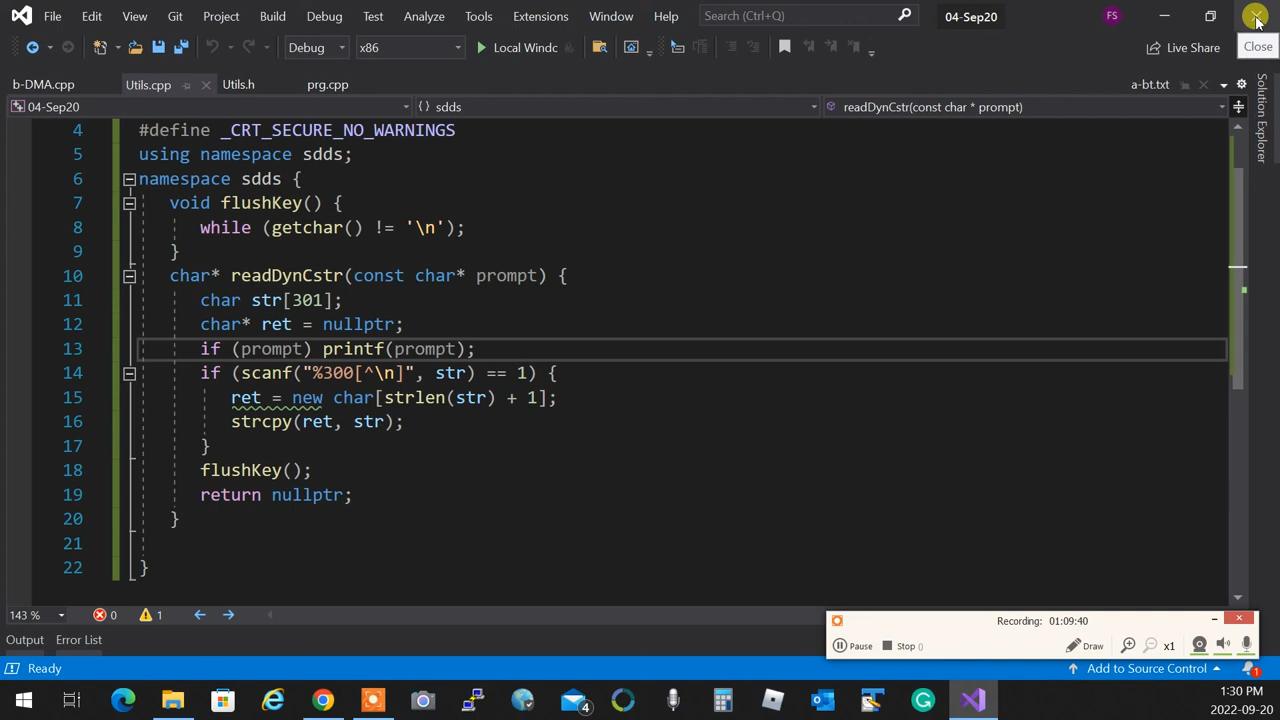 File Edit View Git Project Build Debug Test Analyze Tools Extensions Window Help Search (Ctrl+Q) 04-Sep20 FS
Debug x86 Local Windc Live Share Close
b-DMA.cpp Utils.cpp Utils.h prg.cpp a-bt.txt
04-Sep20 sdds readDynCstr(const char * prompt)
Solution Explorer
4 #define _CRT_SECURE_NO_WARNINGS
5 using namespace sdds;
6 namespace sdds {
7 void flushKey() {
8 while (getchar() != '\n');
9 }
10 char* readDynCstr(const char* prompt) {
11 char str[301];
12 char* ret = nullptr;
13 if (prompt) printf(prompt);
14 if (scanf("%300[^\n]", str) == 1) {
15 ret = new char[strlen(str) + 1];
16 strcpy(ret, str);
17 }
18 flushKey();
19 return nullptr;
20 }
21
22 }
143 % 0 1
Recording: 01:09:40
Pause Stop () Draw x1
Output Error List
Ready Add to Source Control 1
4 1:30 PM
2022-09-20